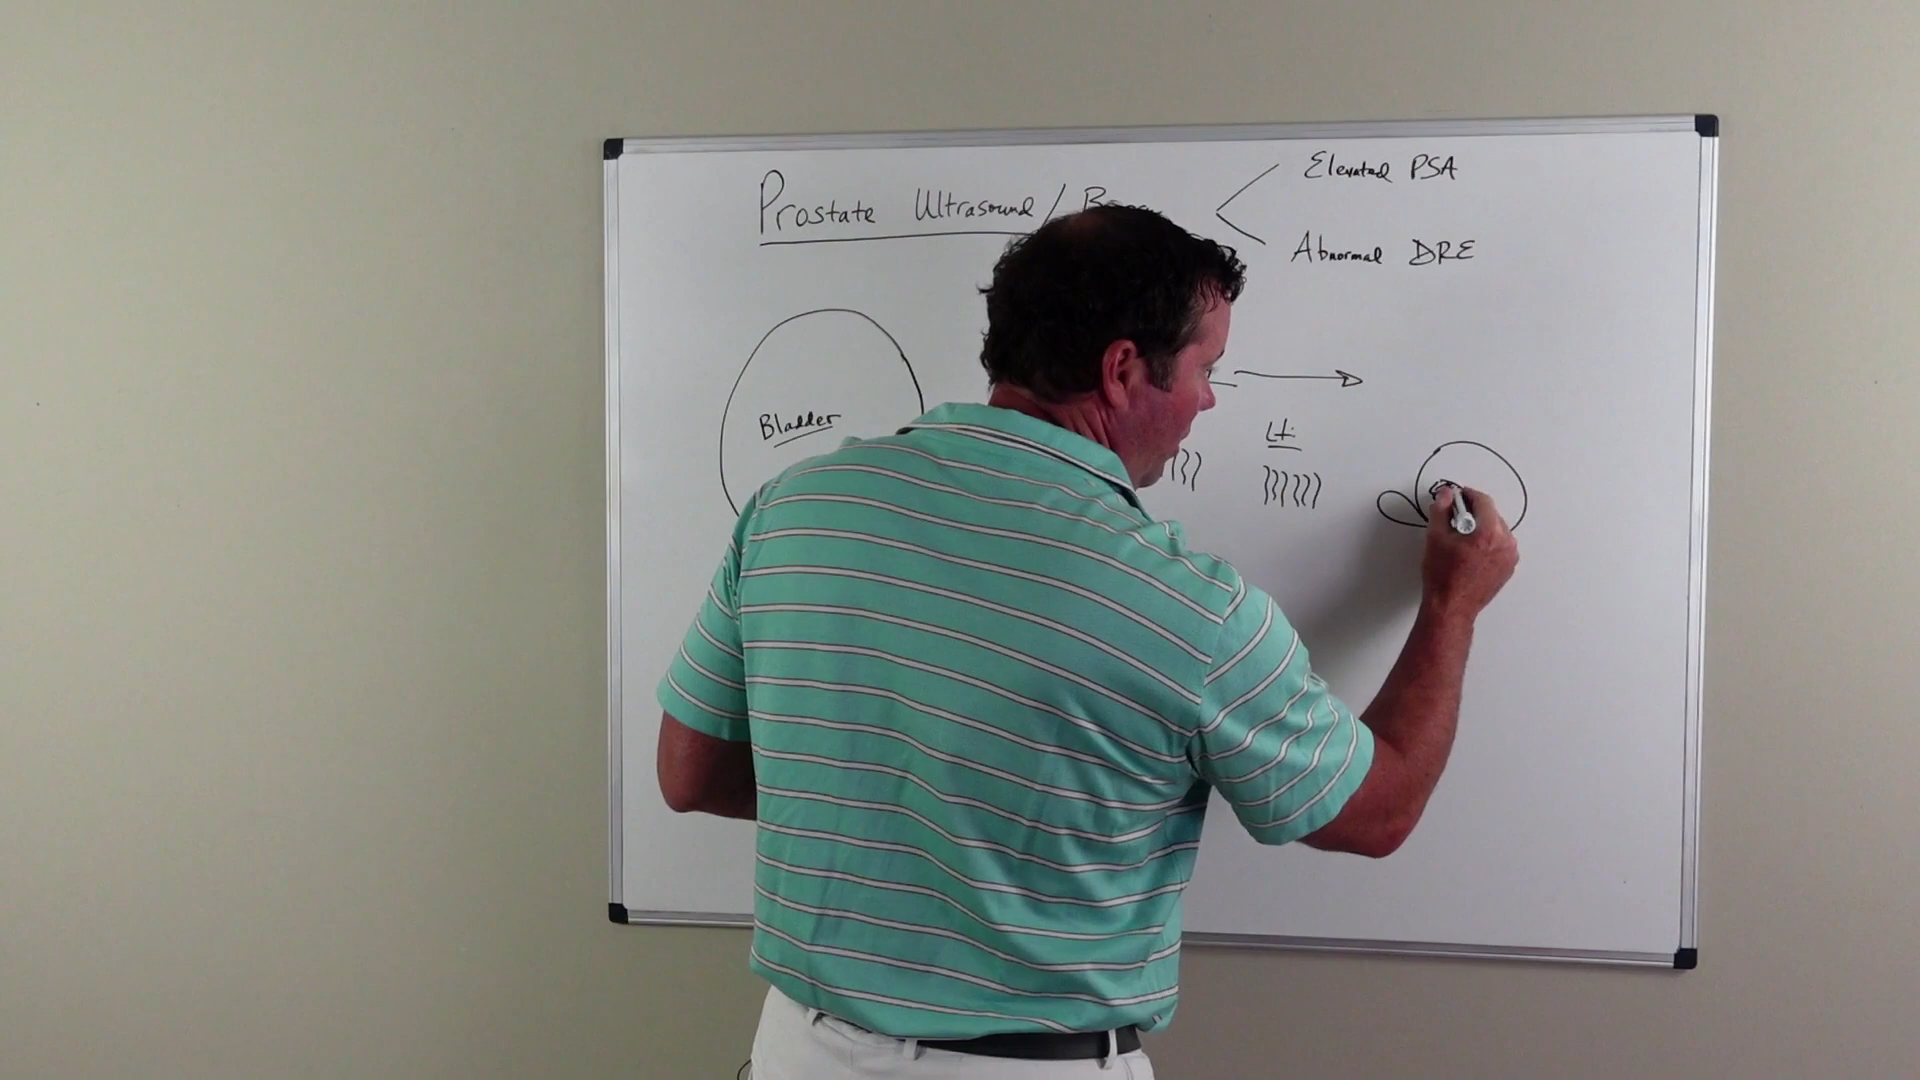 Prostate Ultrasound /
Elevated PSA
Abnormal DRE
Bladder
Lt.